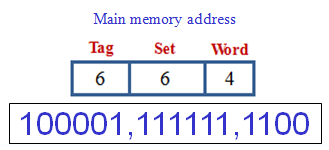 Main memory address
Tag Set Word
6 6 4
100001,111111,1100